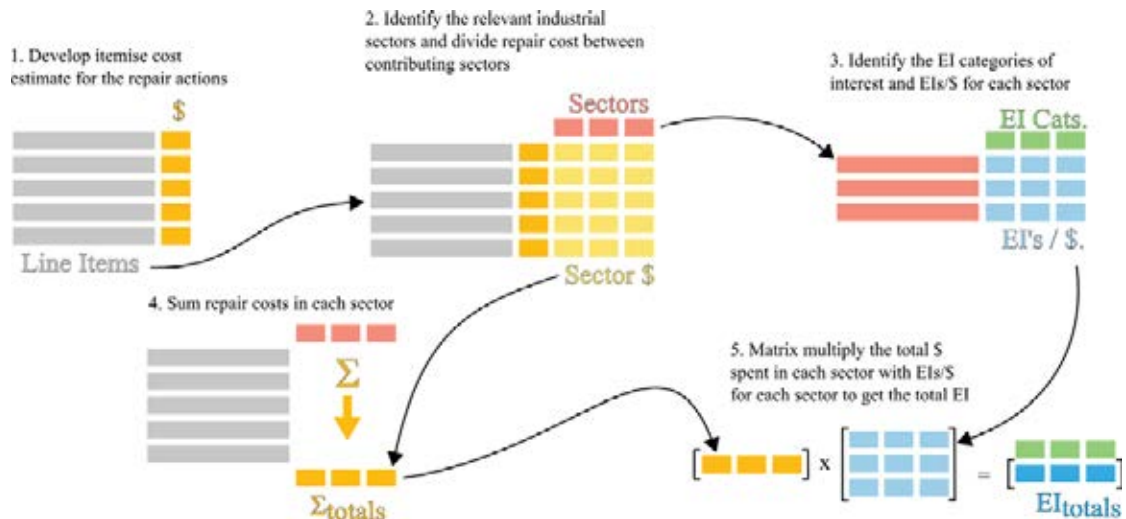 1. Develop itemise cost
estimate for the repair actions
$
Line Items
2. Identify the relevant industrial
sectors and divide repair cost between
contributing sectors
Sectors
Sector $
3. Identify the EI categories of
interest and EIs/$ for each sector
EI Cats.
EI's / $.
4. Sum repair costs in each sector
Σ
Σtotals
5. Matrix multiply the total $
spent in each sector with EIs/$
for each sector to get the total EI
[ ] x [ ] = [ ]
EItotals